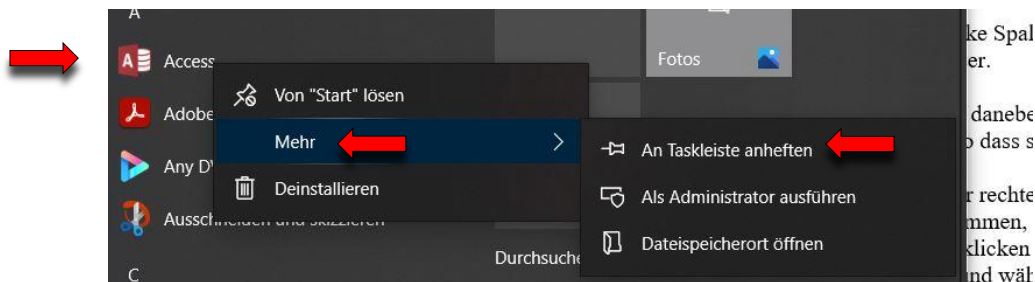 A
Access
Adobe
Any D
C
Von "Start" lösen
Mehr
Deinstallieren
Fotos
An Taskleiste anheften
Als Administrator ausführen
Dateispeicherort öffnen
Durchsuche
ke Spal
er.
danebe
dass s
r rechte
mmen,
klicken
nd wäh